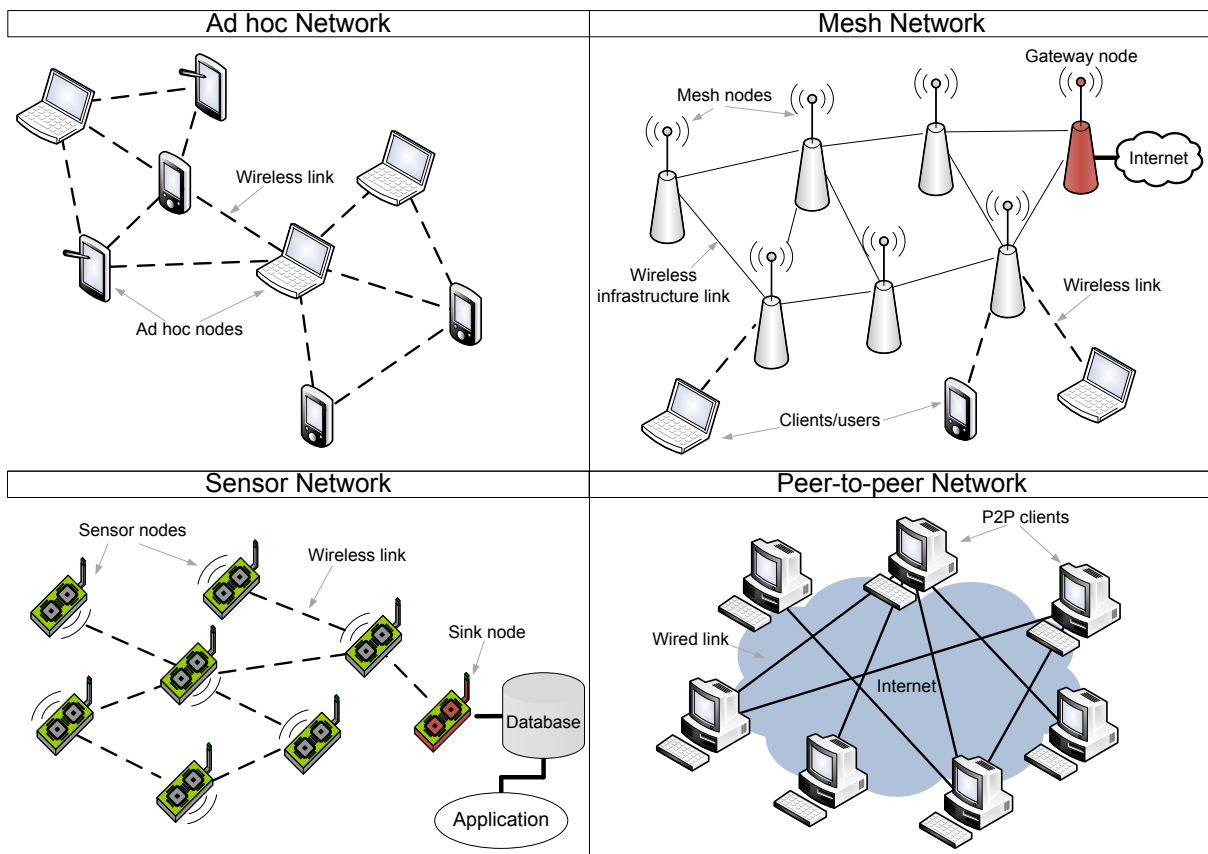 Ad hoc Network
Wireless link
Ad hoc nodes
Mesh Network
Gateway node
Mesh nodes
Internet
Wireless
infrastructure link
Wireless link
Clients/users
Sensor Network
Sensor nodes
Wireless link
Sink node
Database
Application
Peer-to-peer Network
P2P clients
Wired link
Internet